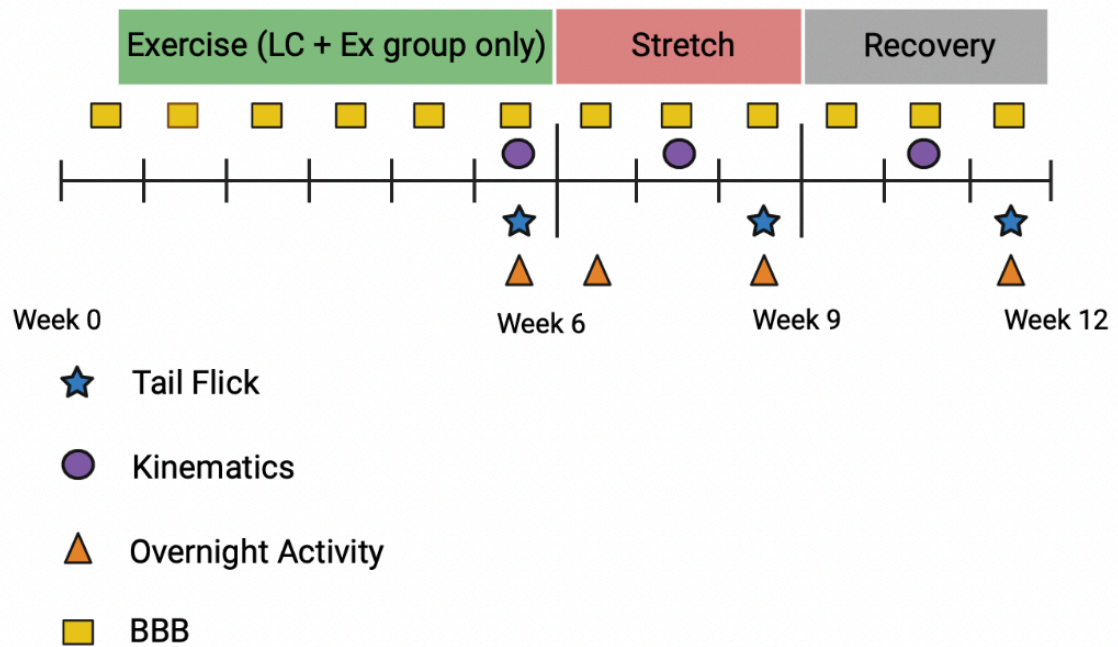 Exercise (LC + Ex group only)
Stretch
Recovery
Week 0
Week 6
Week 9
Week 12
Tail Flick
Kinematics
Overnight Activity
BBB